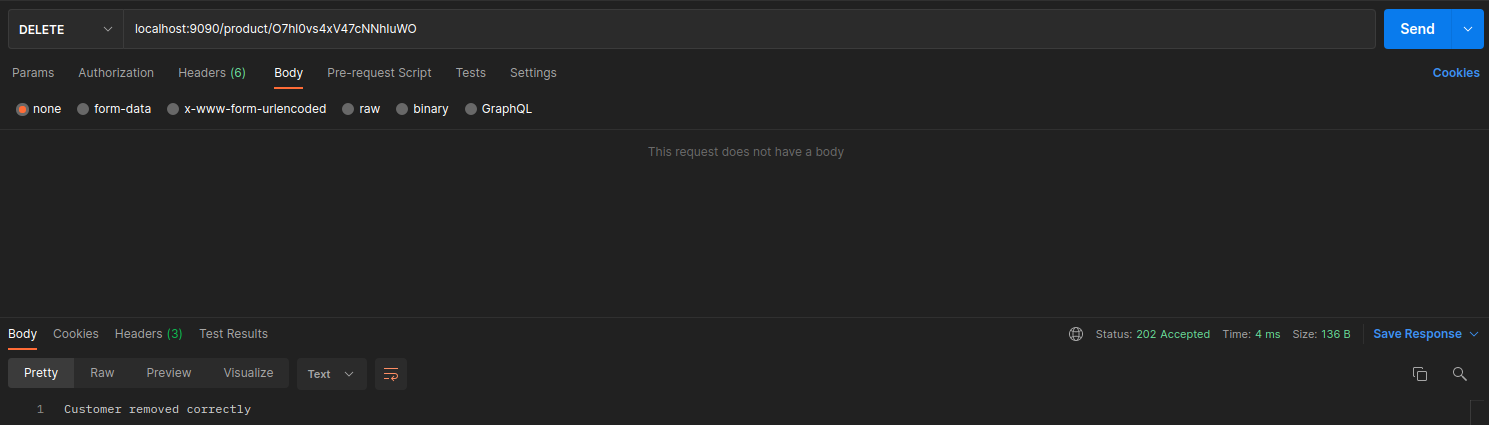 DELETE localhost:9090/product/O7hl0vs4xV47cNNhluWO Send
Params Authorization Headers (6) Body Pre-request Script Tests Settings Cookies
none form-data x-www-form-urlencoded raw binary GraphQL
This request does not have a body
Body Cookies Headers (3) Test Results Status: 202 Accepted Time: 4 ms Size: 136 B Save Response
Pretty Raw Preview Visualize Text
1 Customer removed correctly